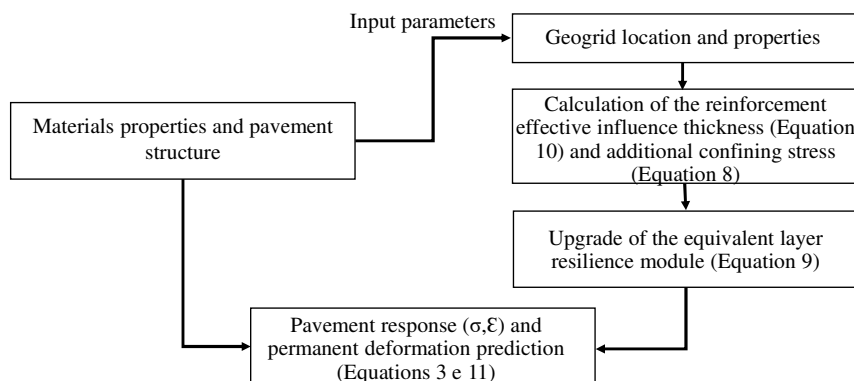 Input parameters
Geogrid location and properties
Materials properties and pavement
structure
Calculation of the reinforcement
effective influence thickness (Equation
10) and additional confining stress
(Equation 8)
Upgrade of the equivalent layer
resilience module (Equation 9)
Pavement response (σ,Ɛ) and
permanent deformation prediction
(Equations 3 e 11)